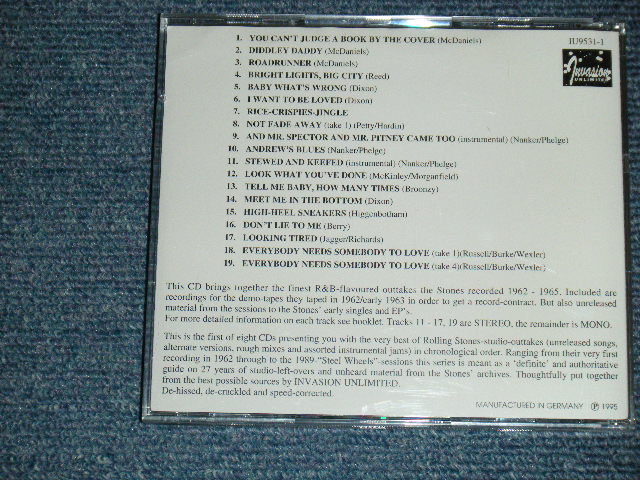 1. YOU CAN'T JUDGE A BOOK BY THE COVER (McDaniels)
2. DIDDLEY DADDY (McDaniels)
3. ROADRUNNER (McDaniels)
4. BRIGHT LIGHTS, BIG CITY (Reed)
5. BABY WHAT'S WRONG (Dixon)
6. I WANT TO BE LOVED (Dixon)
7. RICE-CRISPIES-JINGLE
8. NOT FADE AWAY (take 1) (Petty/Hardin)
9. AND MR. SPECTOR AND MR. PITNEY CAME TOO (instrumental) (Nanker/Phelge)
10. ANDREW'S BLUES (Nanker/Phelge)
11. STEWED AND KEEFED (instrumental) (Nanker/Phelge)
12. LOOK WHAT YOU'VE DONE (McKinley/Morganfield)
13. TELL ME BABY, HOW MANY TIMES (Broonzy)
14. MEET ME IN THE BOTTOM (Dixon)
15. HIGH-HEEL SNEAKERS (Higgenbotham)
16. DON'T LIE TO ME (Berry)
17. LOOKING TIRED (Jagger/Richards)
18. EVERYBODY NEEDS SOMEBODY TO LOVE (take 1)(Russell/Burke/Wexler)
19. EVERYBODY NEEDS SOMEBODY TO LOVE (take 4)(Russell/Burke/Wexler)
IU9531-1
Invasion
UNLIMITED
This CD brings together the finest R&B-flavoured outtakes the Stones recorded 1962 - 1965. Included are
recordings for the demo-tapes they taped in 1962/early 1963 in order to get a record-contract. But also unreleased
material from the sessions to the Stones' early singles and EP's.
For more detailed information on each track see booklet. Tracks 11 - 17, 19 are STEREO, the remainder is MONO.
This is the first of eight CDs presenting you with the very best of Rolling Stones-studio-outtakes (unreleased songs,
alternate versions, rough mixes and assorted instrumental jams) in chronological order. Ranging from their very first
recording in 1962 through to the 1989-"Steel Wheels"-sessions this series is meant as a 'definite' and authoritative
guide on 27 years of studio-left-overs and unheard material from the Stones' archives. Thoughtfully put together
from the best possible sources by INVASION UNLIMITED.
De-hissed, de-crackled and speed-corrected.
MANUFACTURED IN GERMANY ℗ 1995